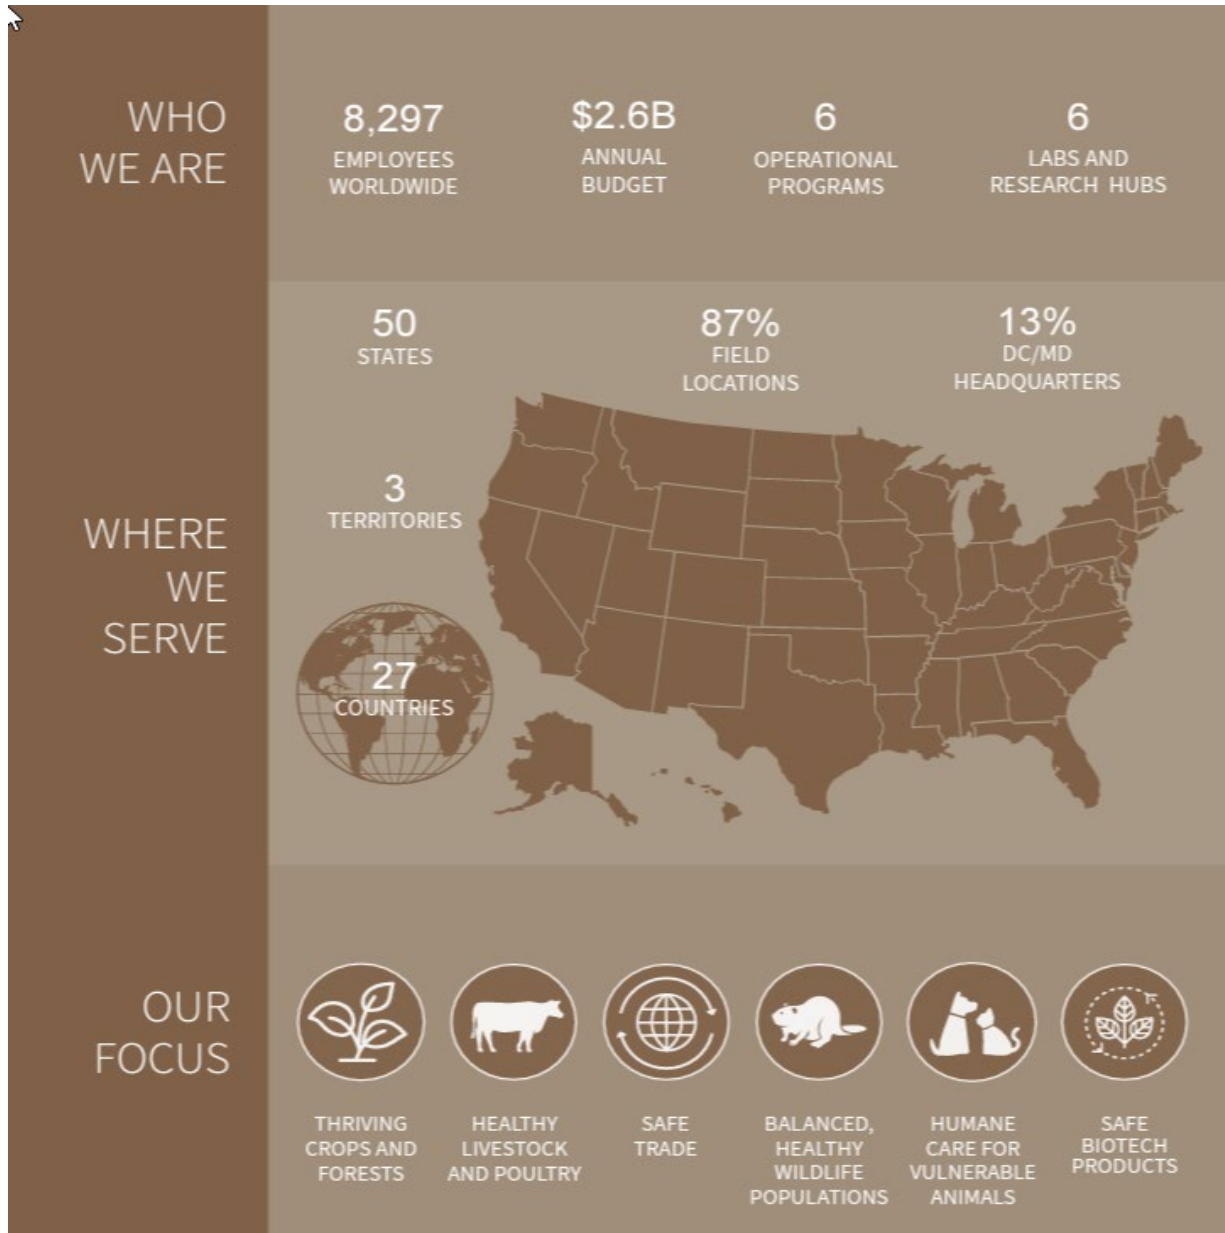 WHO
WE ARE
8,297
EMPLOYEES
WORLDWIDE
$2.6B
ANNUAL
BUDGET
6
OPERATIONAL
PROGRAMS
6
LABS AND
RESEARCH HUBS
WHERE
WE
SERVE
50
STATES
87%
FIELD
LOCATIONS
13%
DC/MD
HEADQUARTERS
3
TERRITORIES
27
COUNTRIES
OUR
FOCUS
THRIVING
CROPS AND
FORESTS
HEALTHY
LIVESTOCK
AND POULTRY
SAFE
TRADE
BALANCED,
HEALTHY
WILDLIFE
POPULATIONS
HUMANE
CARE FOR
VULNERABLE
ANIMALS
SAFE
BIOTECH
PRODUCTS